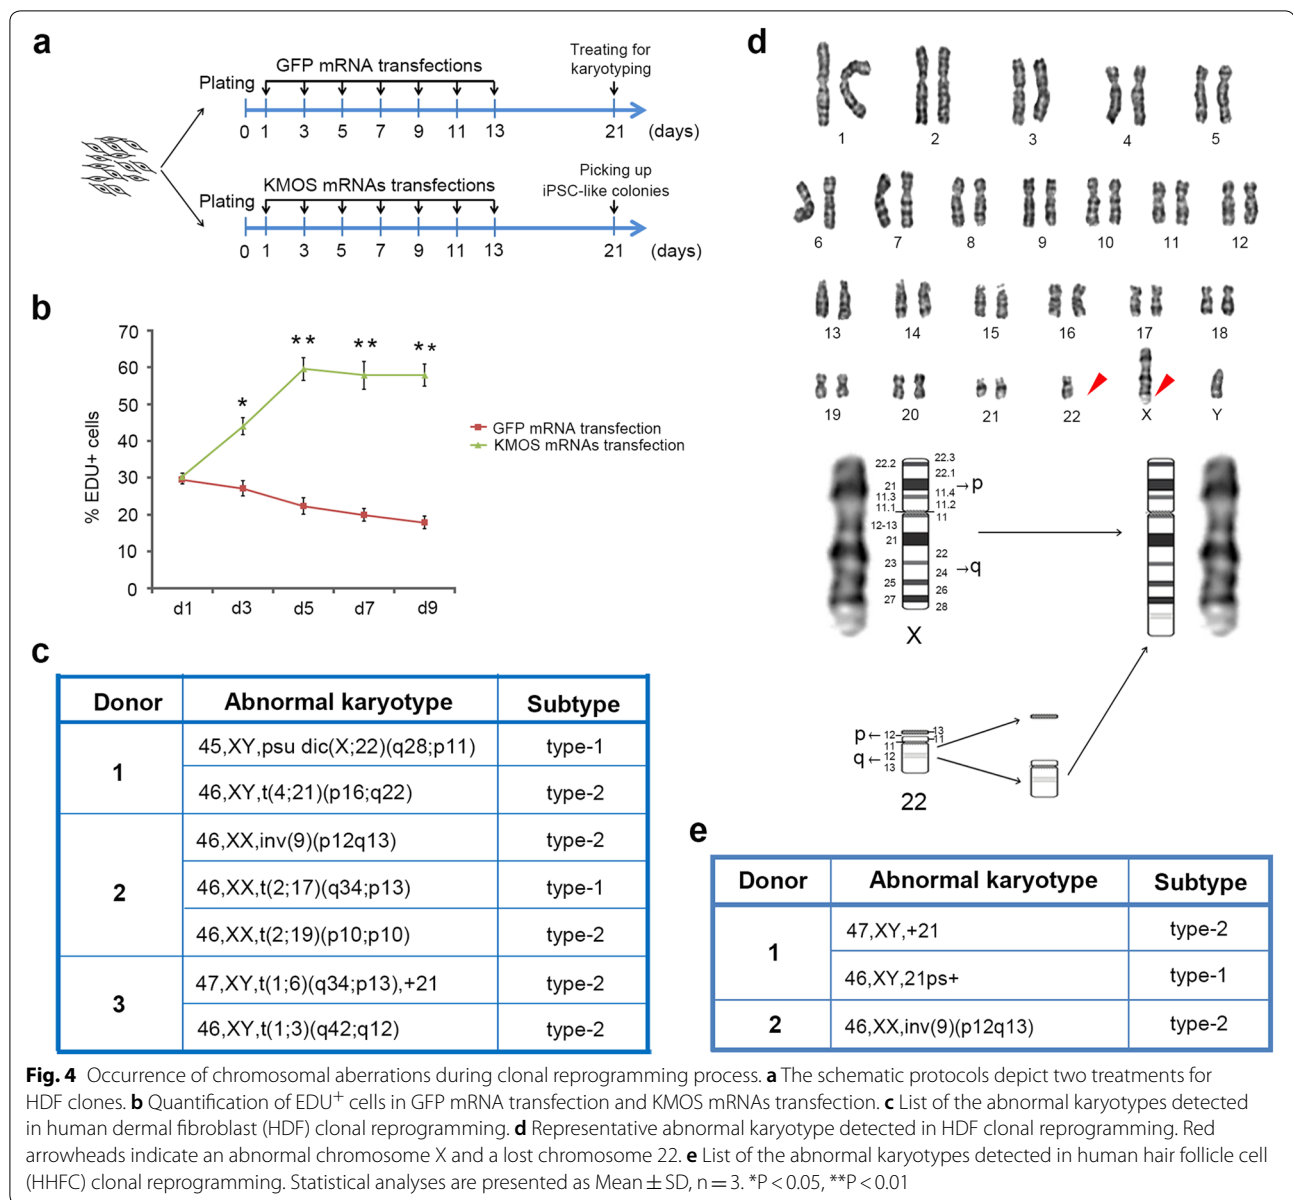 a
GFP mRNA transfections
Treating for
karyotyping
Plating
0 1 3 5 7 9 11 13 21 (days)
KMOS mRNAs transfections
Picking up
iPSC-like colonies
Plating
0 1 3 5 7 9 11 13 21 (days)
b
% EDU+ cells
70
60
50
40
30
20
10
0
* ** ** **
d1 d3 d5 d7 d9
GFP mRNA transfection
KMOS mRNAs transfection
c
Donor Abnormal karyotype Subtype
1
45,XY,psu dic(X;22)(q28;p11) type-1
46,XY,t(4;21)(p16;q22) type-2
2
46,XX,inv(9)(p12q13) type-2
46,XX,t(2;17)(q34;p13) type-1
46,XX,t(2;19)(p10;p10) type-2
3
47,XY,t(1;6)(q34;p13),+21 type-2
46,XY,t(1;3)(q42;q12) type-2
d
1 2 3 4 5
6 7 8 9 10 11 12
13 14 15 16 17 18
19 20 21 22 X Y
22.2
21
11.3
11.1
12-13
21
23
25
27
22.3
22.1
11.4
11.2
11
22
24
26
28
→p
→q
X
p← 12
11
q← 12
13
13
11
22
e
Donor Abnormal karyotype Subtype
1
47,XY,+21 type-2
46,XY,21ps+ type-1
2 46,XX,inv(9)(p12q13) type-2
Fig. 4 Occurrence of chromosomal aberrations during clonal reprogramming process. a The schematic protocols depict two treatments for
HDF clones. b Quantification of EDU+ cells in GFP mRNA transfection and KMOS mRNAs transfection. c List of the abnormal karyotypes detected
in human dermal fibroblast (HDF) clonal reprogramming. d Representative abnormal karyotype detected in HDF clonal reprogramming. Red
arrowheads indicate an abnormal chromosome X and a lost chromosome 22. e List of the abnormal karyotypes detected in human hair follicle cell
(HHFC) clonal reprogramming. Statistical analyses are presented as Mean ± SD, n = 3. *P < 0.05, **P < 0.01